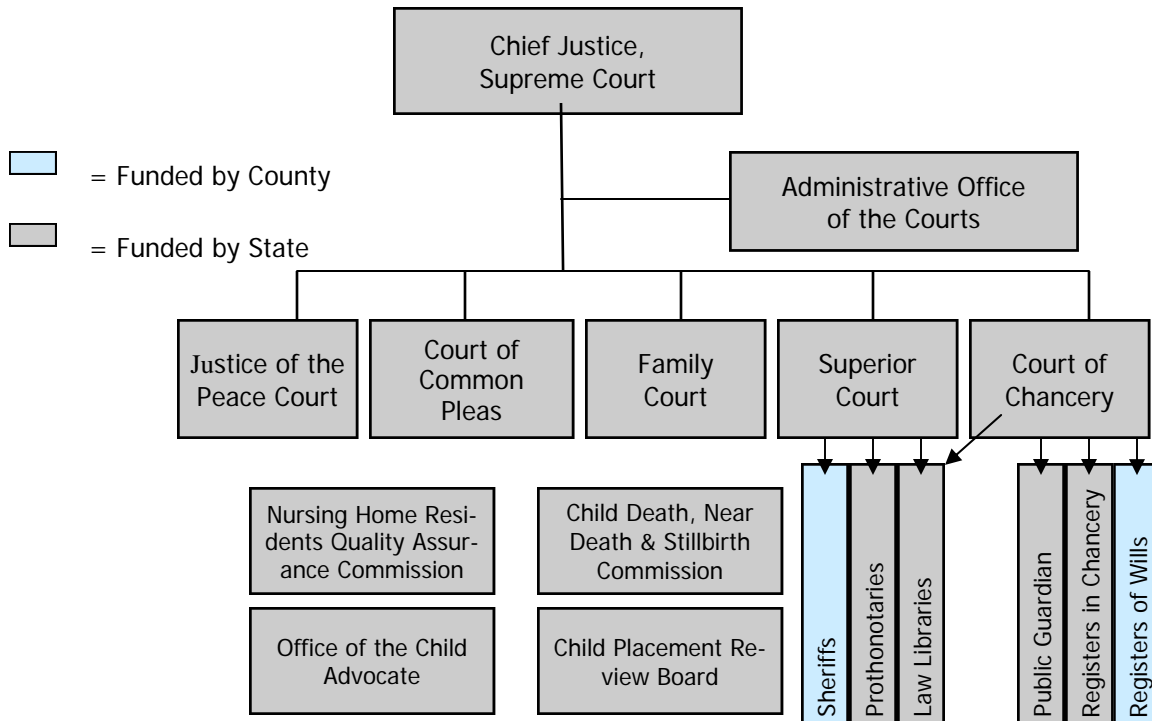 Chief Justice,
Supreme Court
= Funded by County
= Funded by State
Administrative Office
of the Courts
Justice of the
Peace Court
Court of
Common
Pleas
Family
Court
Superior
Court
Court of
Chancery
Nursing Home Resi-
dents Quality Assur-
ance Commission
Child Death, Near
Death & Stillbirth
Commission
Office of the Child
Advocate
Child Placement Re-
view Board
Sheriffs
Prothonotaries
Law Libraries
Public Guardian
Registers in Chancery
Registers of Wills